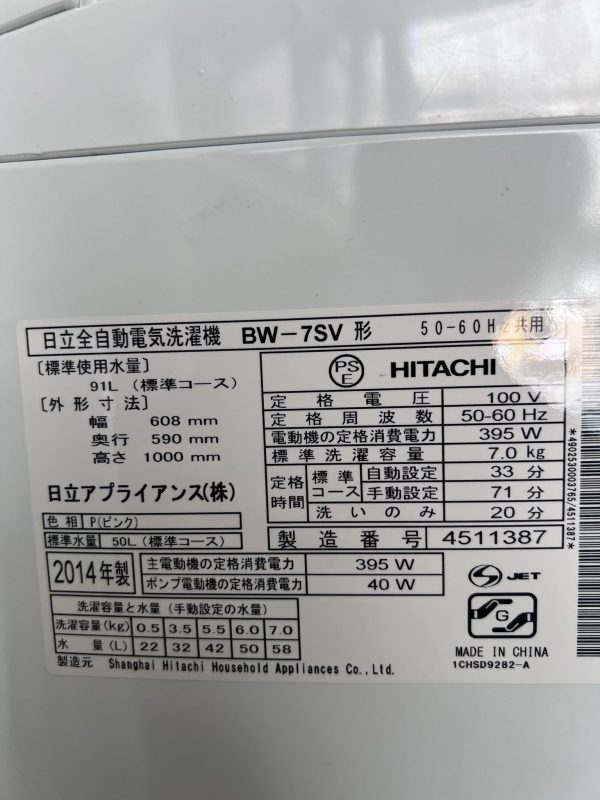 日立全自動電気洗濯機 BW-7SV 形 50-60Hz共用
〔標準使用水量〕
91L (標準コース)
〔外形寸法〕
幅 608 mm
奥行 590 mm
高さ 1000 mm
日立アプライアンス(株)
色相 P(ピンク)
標準水量 50L (標準コース)
PS
E
HITACHI
定格電圧 100 V
定格周波数 50-60 Hz
電動機の定格消費電力 395 W
標準洗濯容量 7.0 kg
定格時間 標準コース 自動設定 33 分
手動設定 71 分
洗いのみ 20 分
製造番号 4511387
2014年製
主電動機の定格消費電力 395 W
ポンプ電動機の定格消費電力 40 W
洗濯容量と水量 (手動設定の水量)
洗濯容量(kg) 0.5 3.5 5.5 6.0 7.0
水量(L) 22 32 42 50 58
製造元 Shanghai Hitachi Household Appliances Co.,Ltd.
S JET
G
MADE IN CHINA
1CHSD9282-A
*4902530003765/4511387*